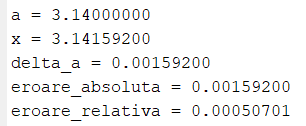 a = 3.14000000
x = 3.14159200
delta_a = 0.00159200
eroare_absoluta = 0.00159200
eroare_relativa = 0.00050701